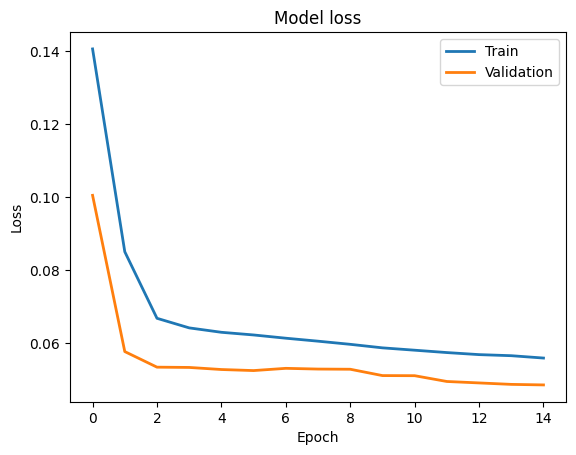 Model loss
Train
Validation
0.14
0.12
0.10
0.08
0.06
Loss
0 2 4 6 8 10 12 14
Epoch